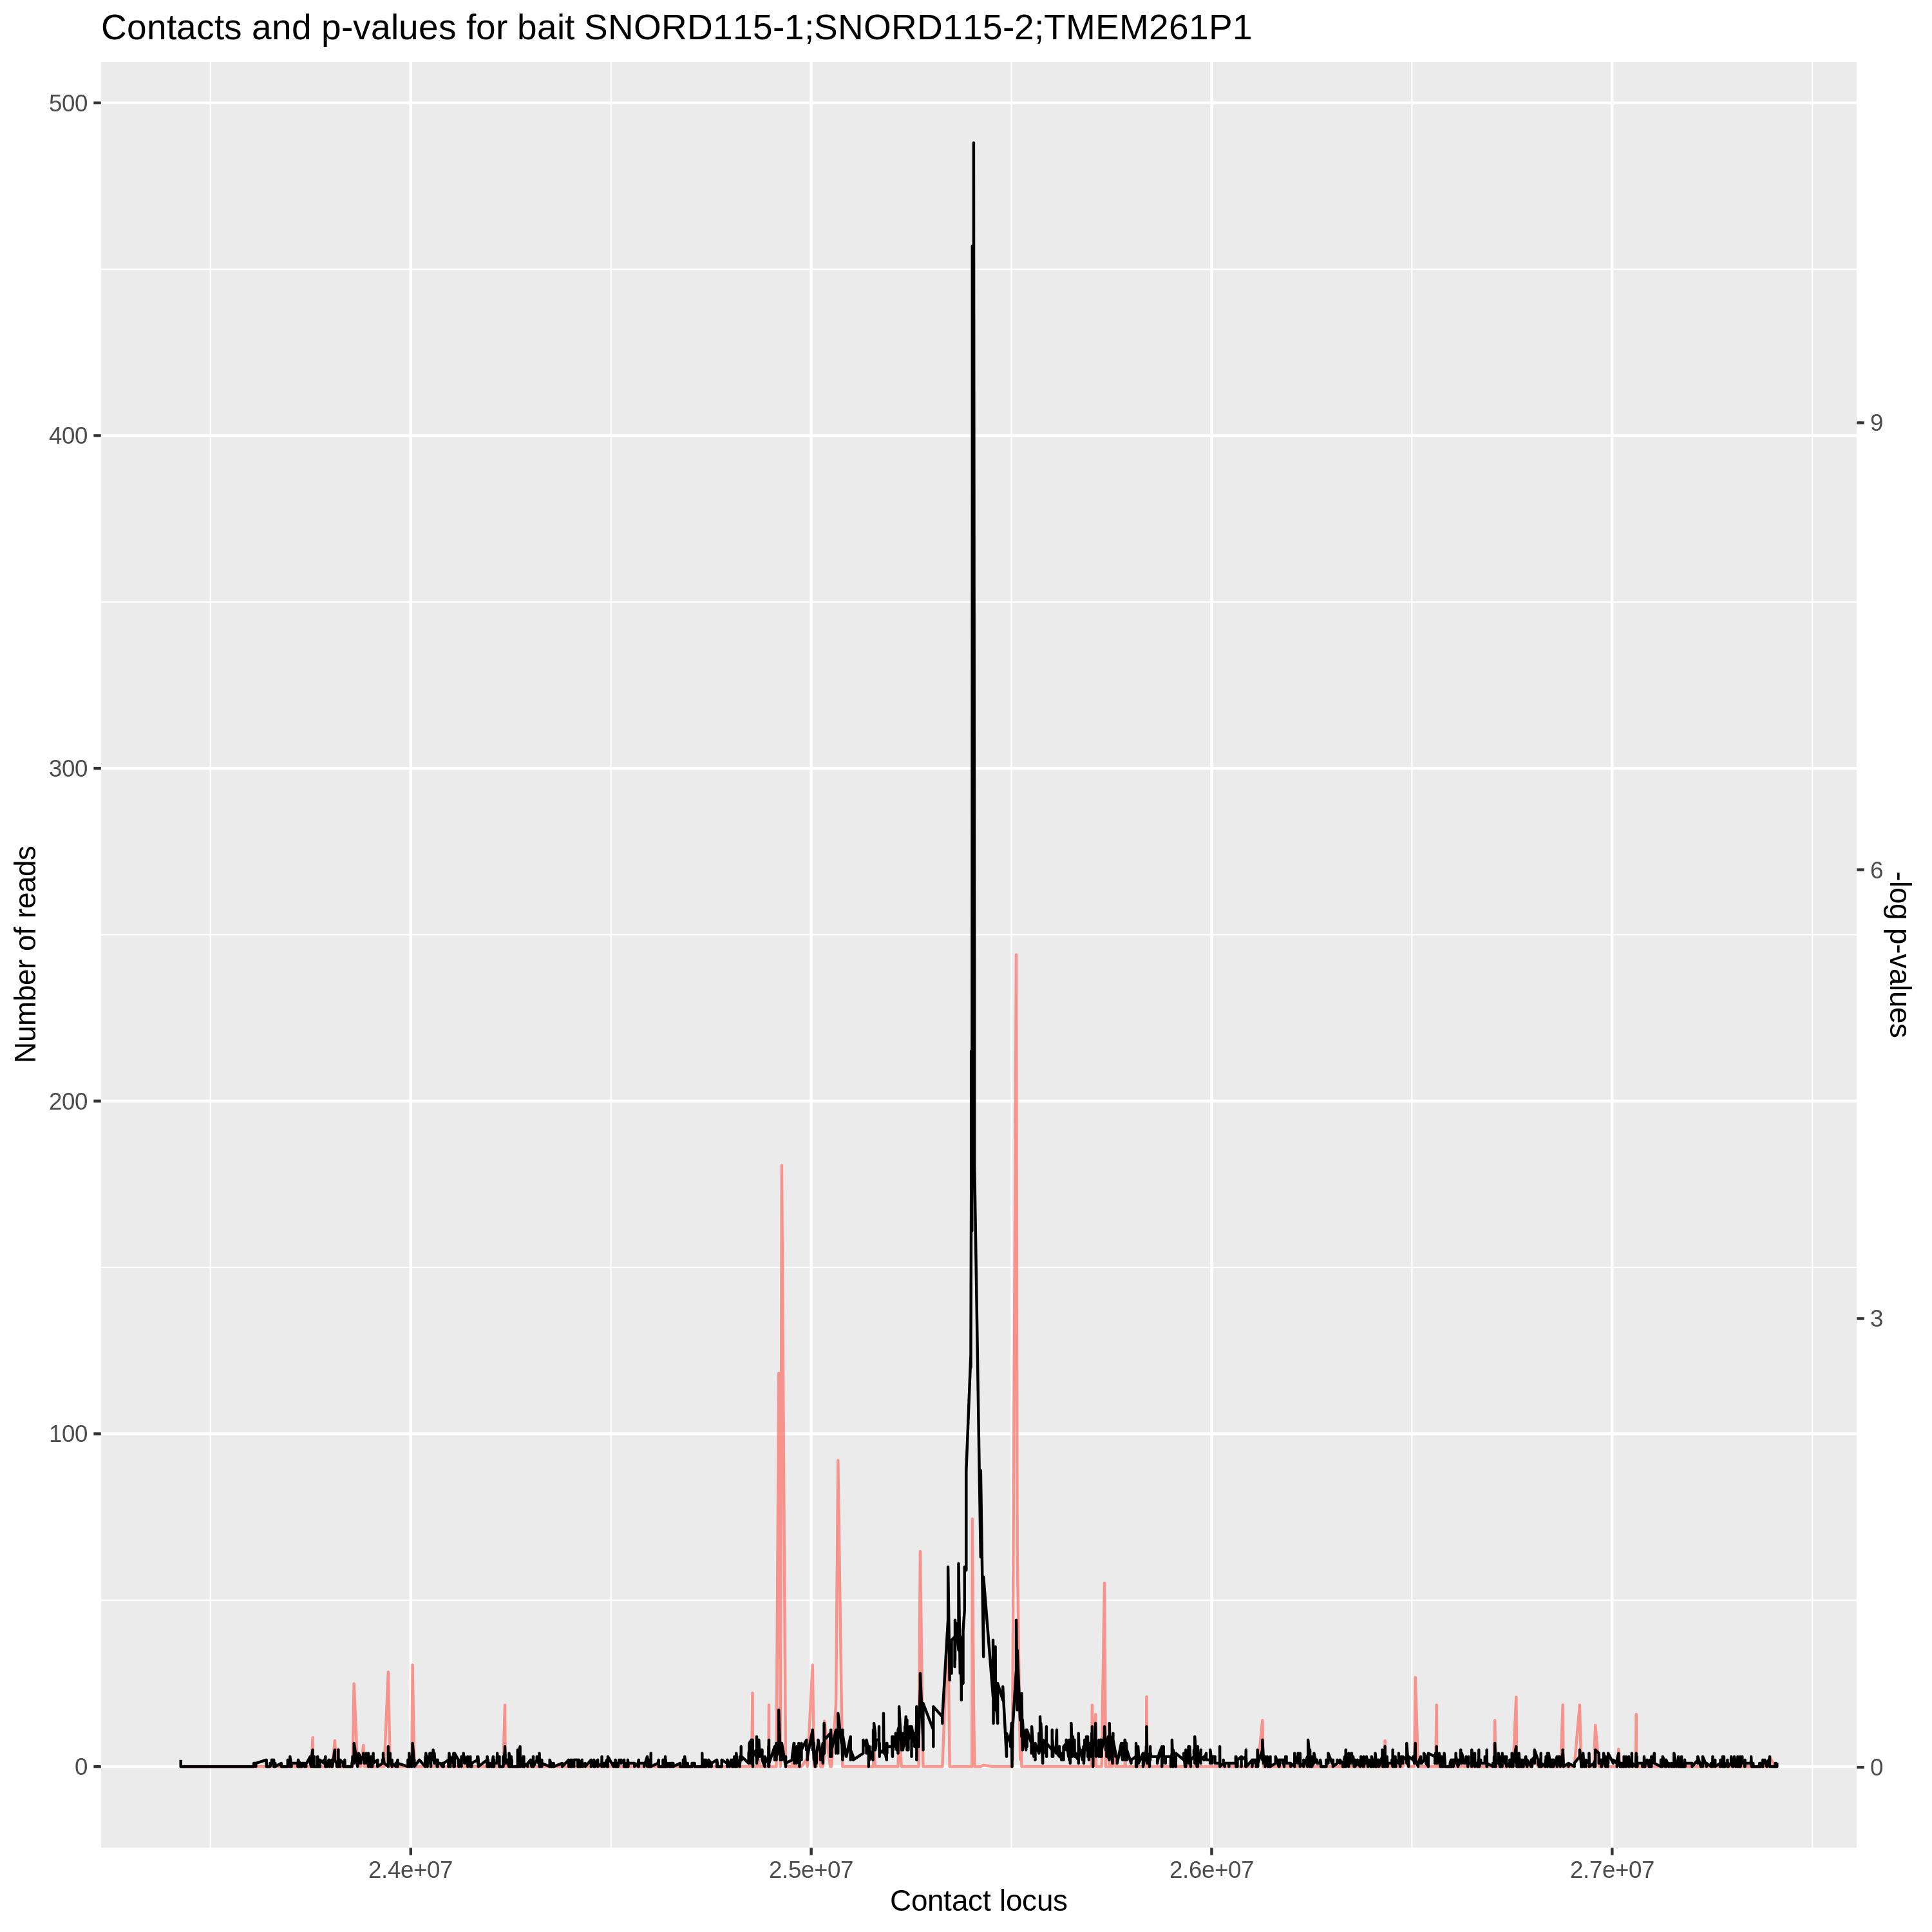 Contacts and p-values for bait SNORD115-1;SNORD115-2;TMEM261P1
500
400
300
200
100
0
Number of reads
9
6
3
0
-log p-values
2.4e+07
2.5e+07
2.6e+07
2.7e+07
Contact locus